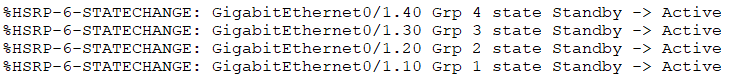 %HSRP-6-STATECHANGE: GigabitEthernet0/1.40 Grp 4 state Standby -> Active
%HSRP-6-STATECHANGE: GigabitEthernet0/1.30 Grp 3 state Standby -> Active
%HSRP-6-STATECHANGE: GigabitEthernet0/1.20 Grp 2 state Standby -> Active
%HSRP-6-STATECHANGE: GigabitEthernet0/1.10 Grp 1 state Standby -> Active